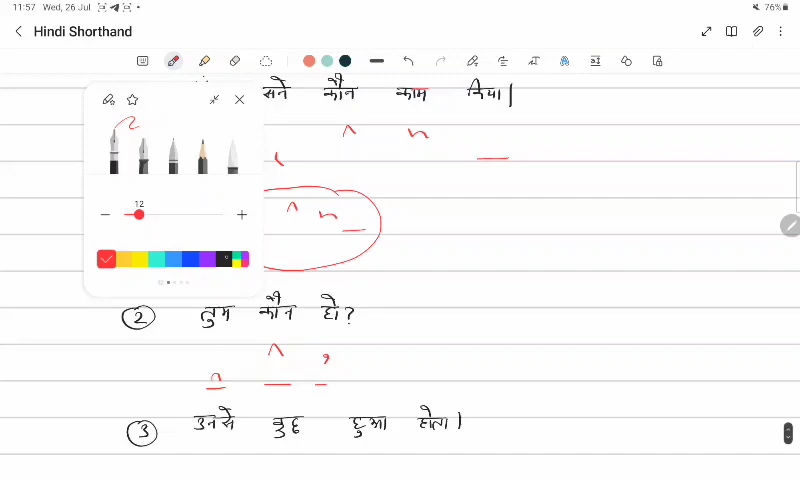 11:57 Wed, 26 Jul 76%
Hindi Shorthand
सने कौन काम किया।
12
② तुम कौन हो?
③ उनसे कुछ हुआ होता।